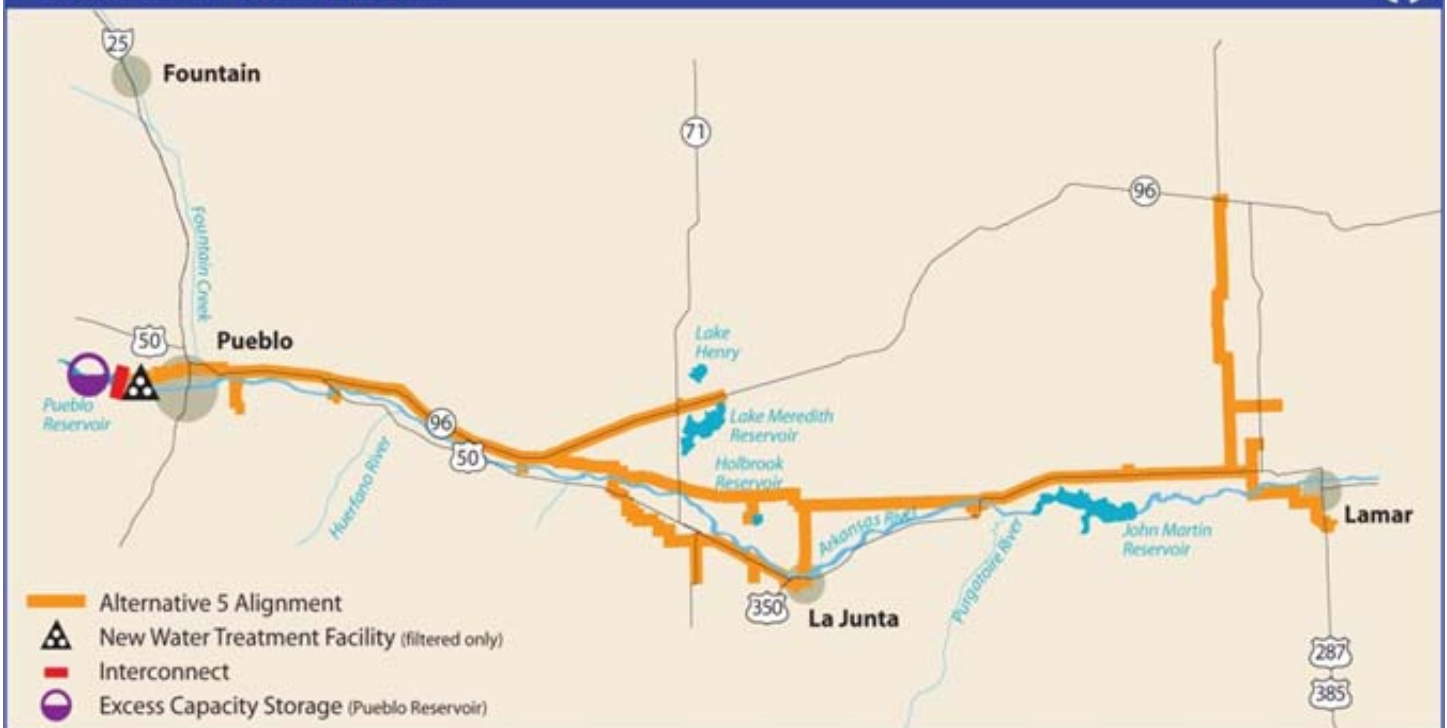 25
Fountain
71
96
Fountain Creek
50
Pueblo
Lake
Henry
Pueblo
Reservoir
96
Lake Meredith
Reservoir
50
Holbrook
Reservoir
Huerfano River
Arkansas River
Lamar
John Martin
Reservoir
Purgatoire River
350
La Junta
Alternative 5 Alignment
New Water Treatment Facility (filtered only)
Interconnect
Excess Capacity Storage (Pueblo Reservoir)
287
385